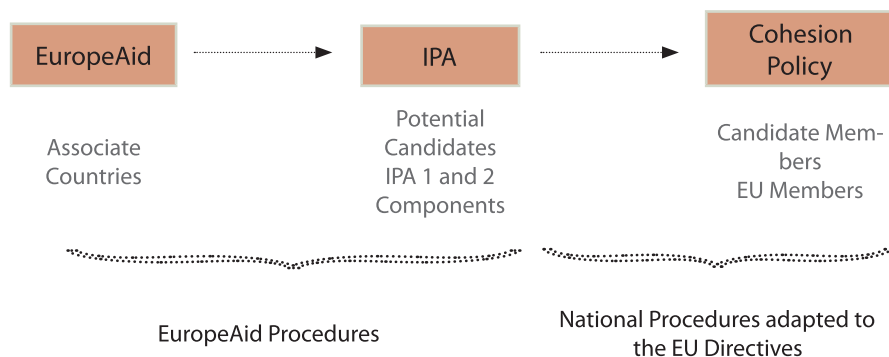 EuropeAid
IPA
Cohesion
Policy
Associate
Countries
Potential
Candidates
IPA 1 and 2
Components
Candidate Mem-
bers
EU Members
EuropeAid Procedures
National Procedures adapted to
the EU Directives